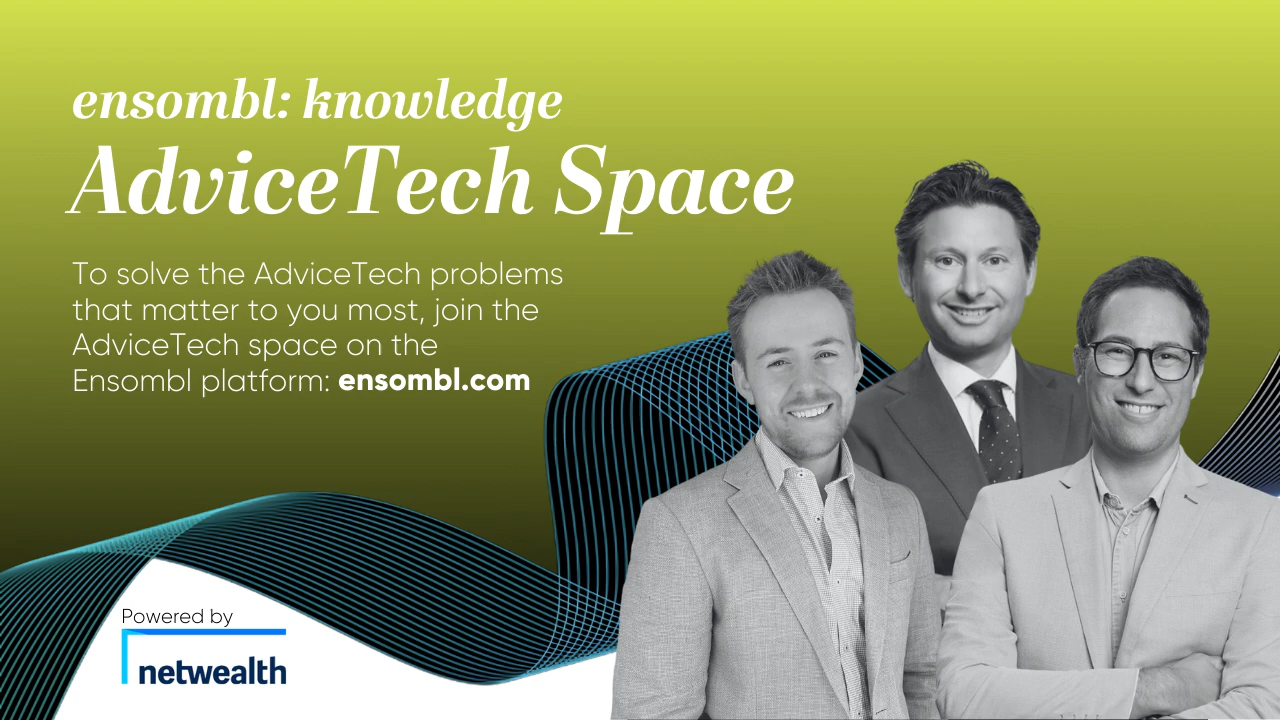 ensombl: knowledge
AdviceTech Space
To solve the AdviceTech problems
that matter to you most, join the
AdviceTech space on the
Ensombl platform: ensombl.com
Powered by
netwealth